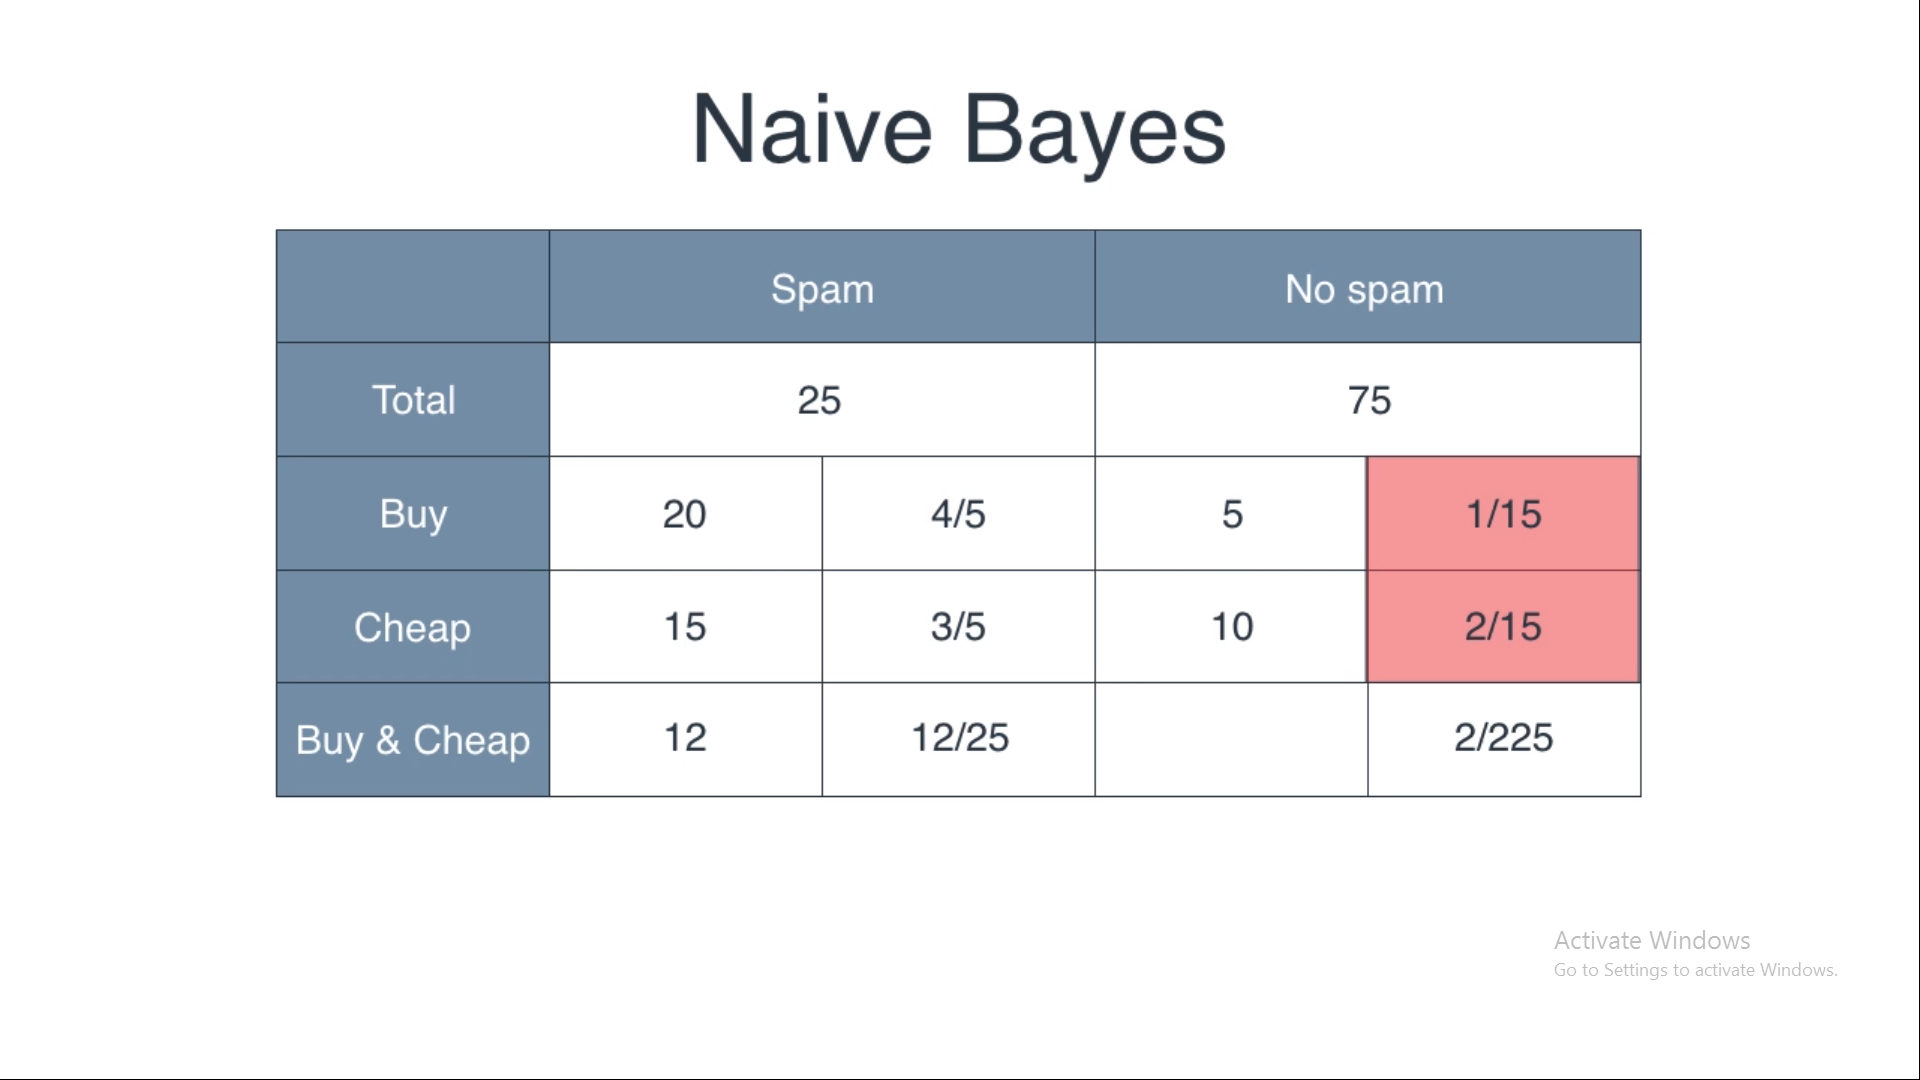 Naive Bayes
Spam No spam
Total 25 75
Buy 20 4/5 5 1/15
Cheap 15 3/5 10 2/15
Buy & Cheap 12 12/25 2/225
Activate Windows
Go to Settings to activate Windows.